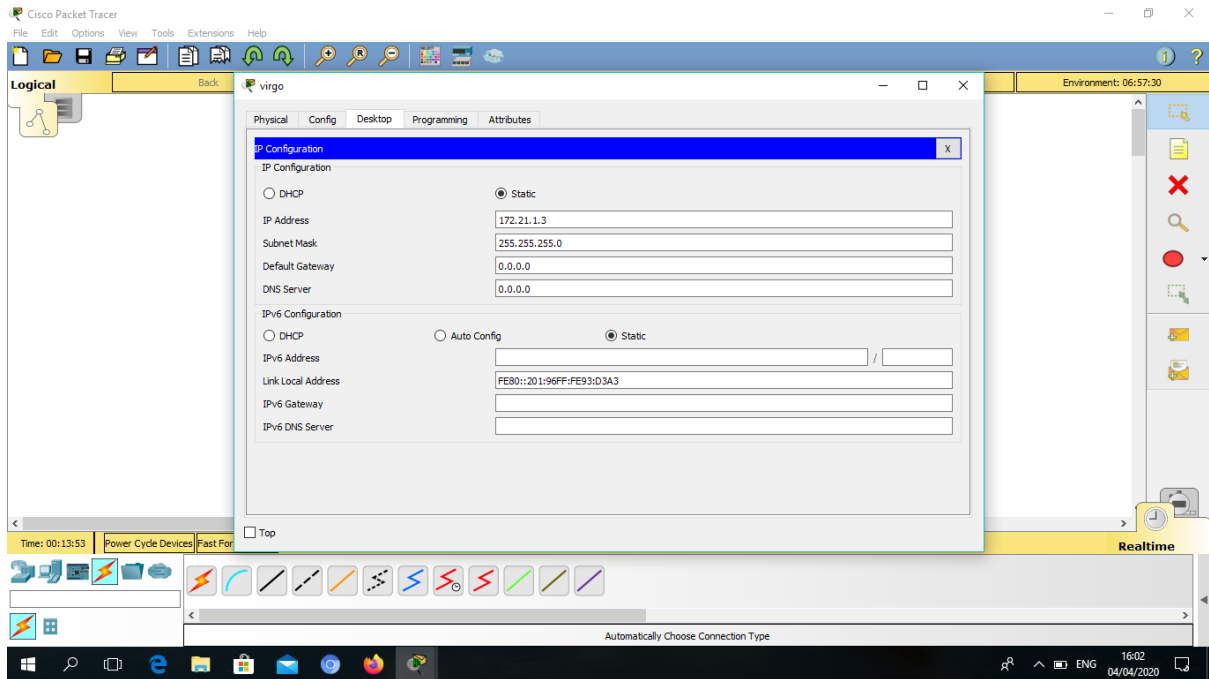 Cisco Packet Tracer
File Edit Options View Tools Extensions Help
Logical
Back
Environment: 06:57:30
virgo
Physical Config Desktop Programming Attributes
IP Configuration X
IP Configuration
DHCP Static
IP Address 172.21.1.3
Subnet Mask 255.255.255.0
Default Gateway 0.0.0.0
DNS Server 0.0.0.0
IPv6 Configuration
DHCP Auto Config Static
IPv6 Address /
Link Local Address FE80::201:96FF:FE93:D3A3
IPv6 Gateway
IPv6 DNS Server
Top
Time: 00:13:53 Power Cycle Devices Fast For
Realtime
Automatically Choose Connection Type
ENG
16:02
04/04/2020